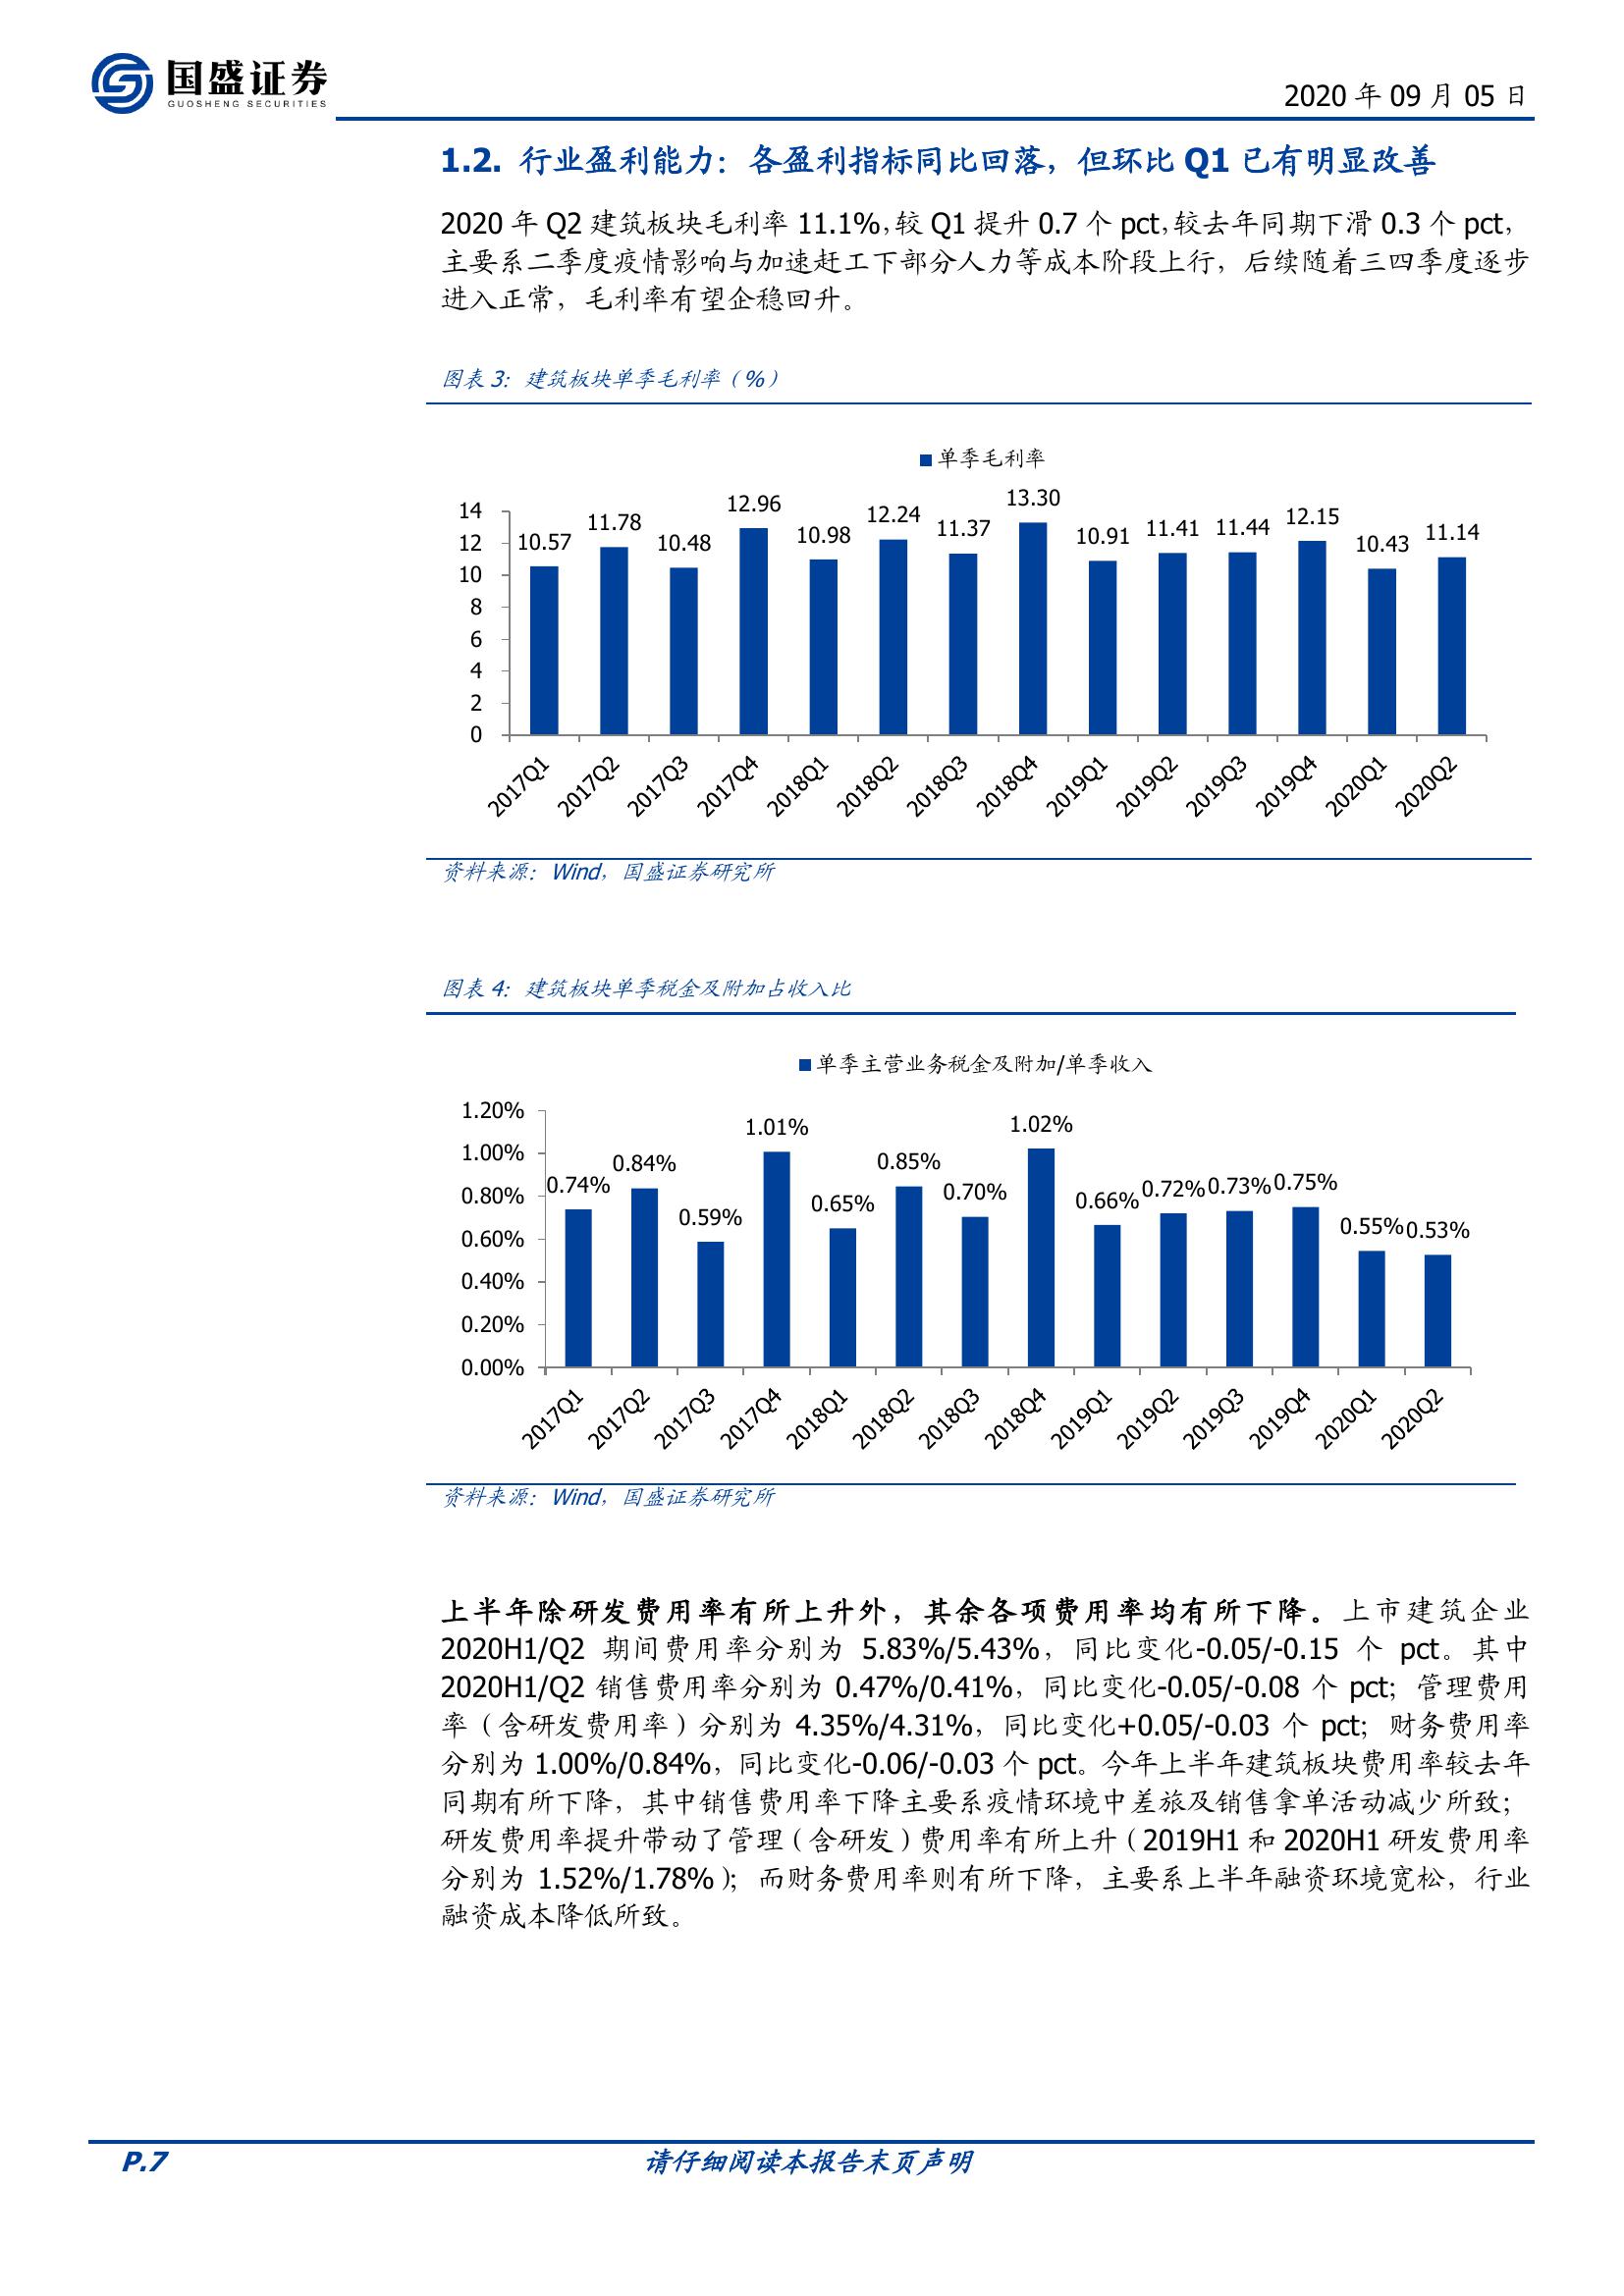 国盛证券
GUOSHENG SECURITIES
2020 年 09 月 05 日
1.2. 行业盈利能力：各盈利指标同比回落，但环比 Q1 已有明显改善
2020 年 Q2 建筑板块毛利率 11.1%，较 Q1 提升 0.7 个 pct，较去年同期下滑 0.3 个 pct，
主要系二季度疫情影响与加速赶工下部分人力等成本阶段上行，后续随着三四季度逐步
进入正常，毛利率有望企稳回升。
图表 3：建筑板块单季毛利率（%）
单季毛利率
14
12
10
8
6
4
2
0
10.57 11.78 10.48 12.96 10.98 12.24 11.37 13.30 10.91 11.41 11.44 12.15 10.43 11.14
2017Q1 2017Q2 2017Q3 2017Q4 2018Q1 2018Q2 2018Q3 2018Q4 2019Q1 2019Q2 2019Q3 2019Q4 2020Q1 2020Q2
资料来源：Wind，国盛证券研究所
图表 4：建筑板块单季税金及附加占收入比
单季主营业务税金及附加/单季收入
1.20%
1.00%
0.80%
0.60%
0.40%
0.20%
0.00%
0.74% 0.84% 0.59% 1.01% 0.65% 0.85% 0.70% 1.02% 0.66% 0.72% 0.73% 0.75% 0.55% 0.53%
2017Q1 2017Q2 2017Q3 2017Q4 2018Q1 2018Q2 2018Q3 2018Q4 2019Q1 2019Q2 2019Q3 2019Q4 2020Q1 2020Q2
资料来源：Wind，国盛证券研究所
上半年除研发费用率有所上升外，其余各项费用率均有所下降。上市建筑企业
2020H1/Q2 期间费用率分别为 5.83%/5.43%，同比变化-0.05/-0.15 个 pct。其中
2020H1/Q2 销售费用率分别为 0.47%/0.41%，同比变化-0.05/-0.08 个 pct；管理费用
率（含研发费用率）分别为 4.35%/4.31%，同比变化+0.05/-0.03 个 pct；财务费用率
分别为 1.00%/0.84%，同比变化-0.06/-0.03 个 pct。今年上半年建筑板块费用率较去年
同期有所下降，其中销售费用率下降主要系疫情环境中差旅及销售拿单活动减少所致；
研发费用率提升带动了管理（含研发）费用率有所上升（2019H1 和 2020H1 研发费用率
分别为 1.52%/1.78%）；而财务费用率则有所下降，主要系上半年融资环境宽松，行业
融资成本降低所致。
P.7
请仔细阅读本报告末页声明